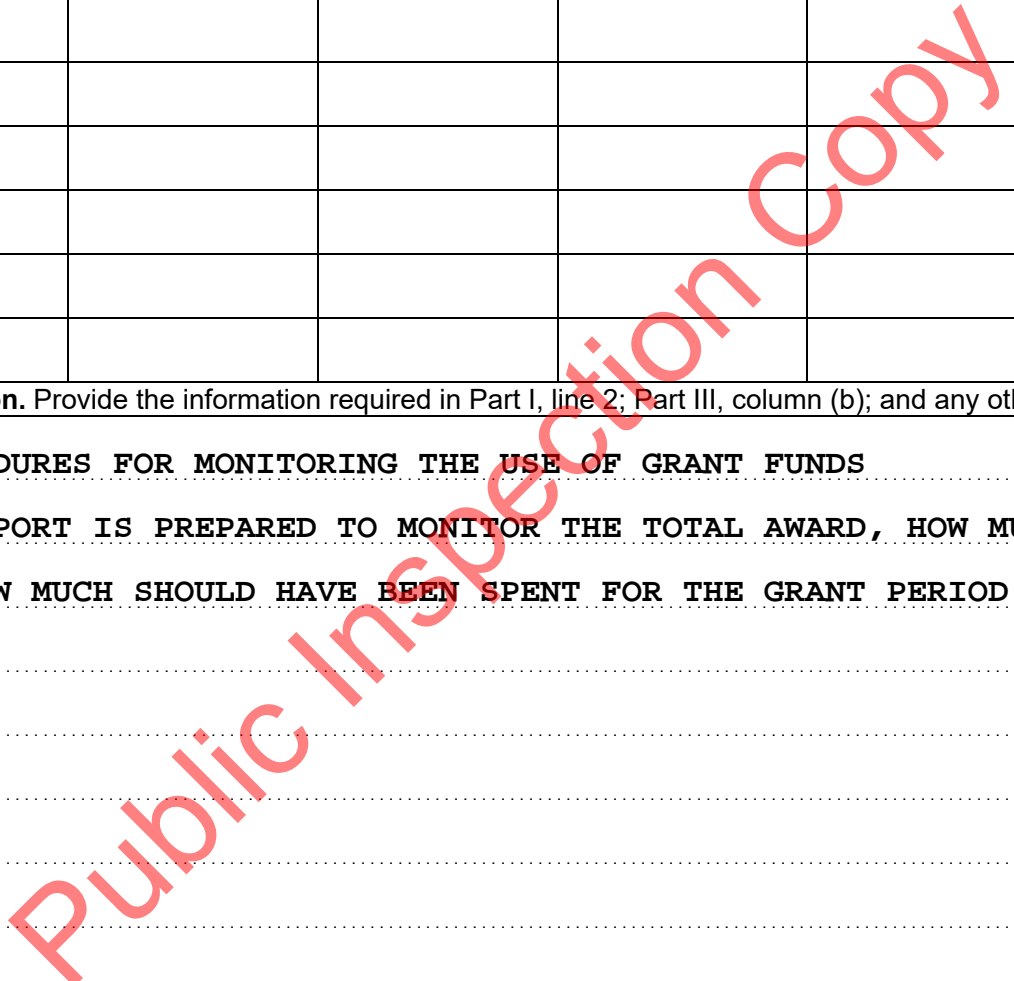 n. Provide the information required in Part I, line 2; Part III, column (b); and any oth
DURES FOR MONITORING THE USE OF GRANT FUNDS
PORT IS PREPARED TO MONITOR THE TOTAL AWARD, HOW MU
W MUCH SHOULD HAVE BEEN SPENT FOR THE GRANT PERIOD
Public Inspection Copy